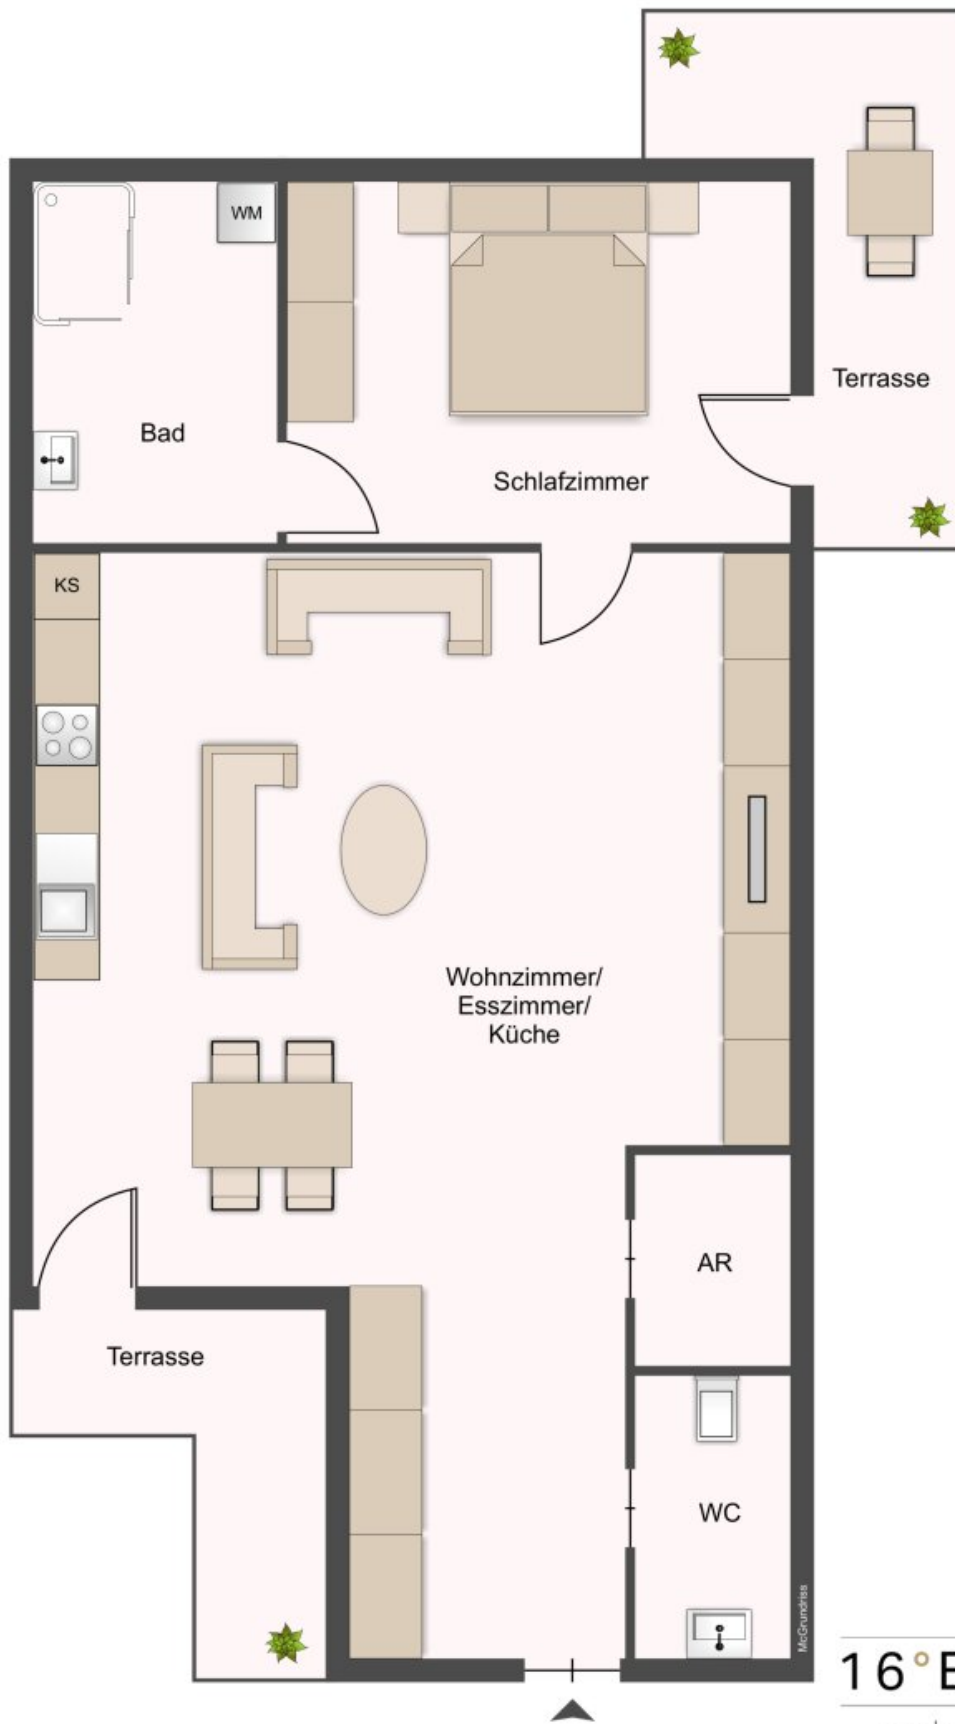 WM
Terrasse
Bad
Schlafzimmer
KS
Wohnzimmer/
Esszimmer/
Küche
AR
Terrasse
WC
McGrundriss
16°E